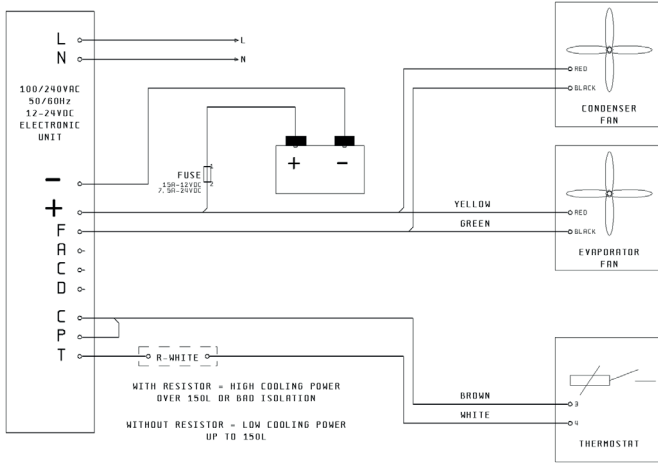 L
N
L
N
100/240VAC
50/60Hz
12-24VDC
ELECTRONIC
UNIT
-
+
F
A
C
D
C
P
T
FUSE
1
2
15A-12VDC
7.5A-24VDC
+ -
YELLOW
GREEN
RED
BLACK
CONDENSER
FAN
RED
BLACK
EVAPORATOR
FAN
R-WHITE
WITH RESISTOR = HIGH COOLING POWER
OVER 150L OR BAD ISOLATION
WITHOUT RESISTOR = LOW COOLING POWER
UP TO 150L
BROWN
WHITE
3
4
THERMOSTAT